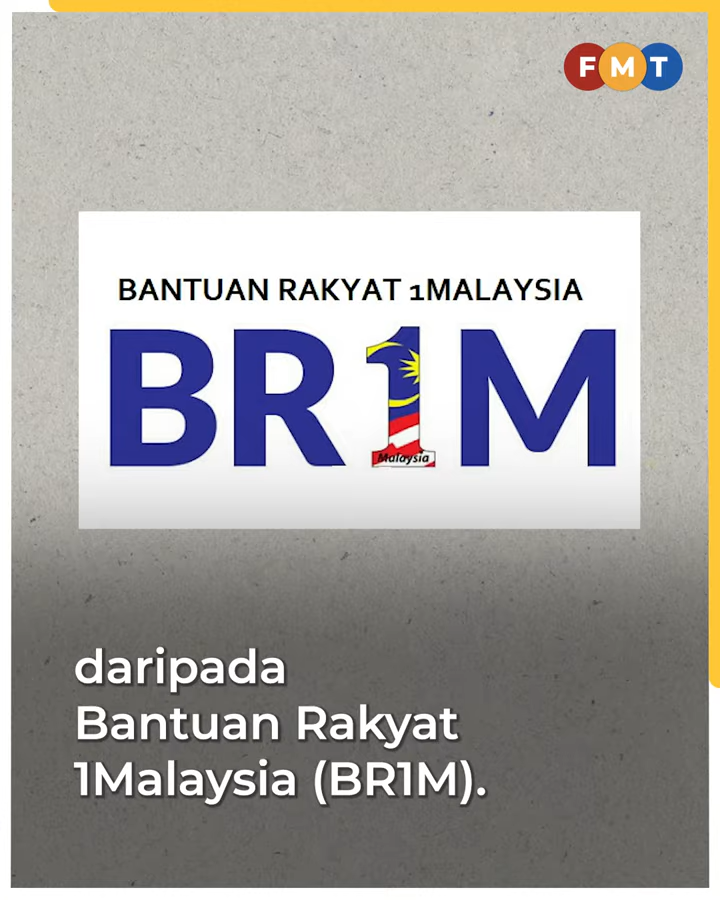 FMT
BANTUAN RAKYAT 1MALAYSIA
BR1M
Malaysia
daripada
Bantuan Rakyat
1Malaysia (BR1M).